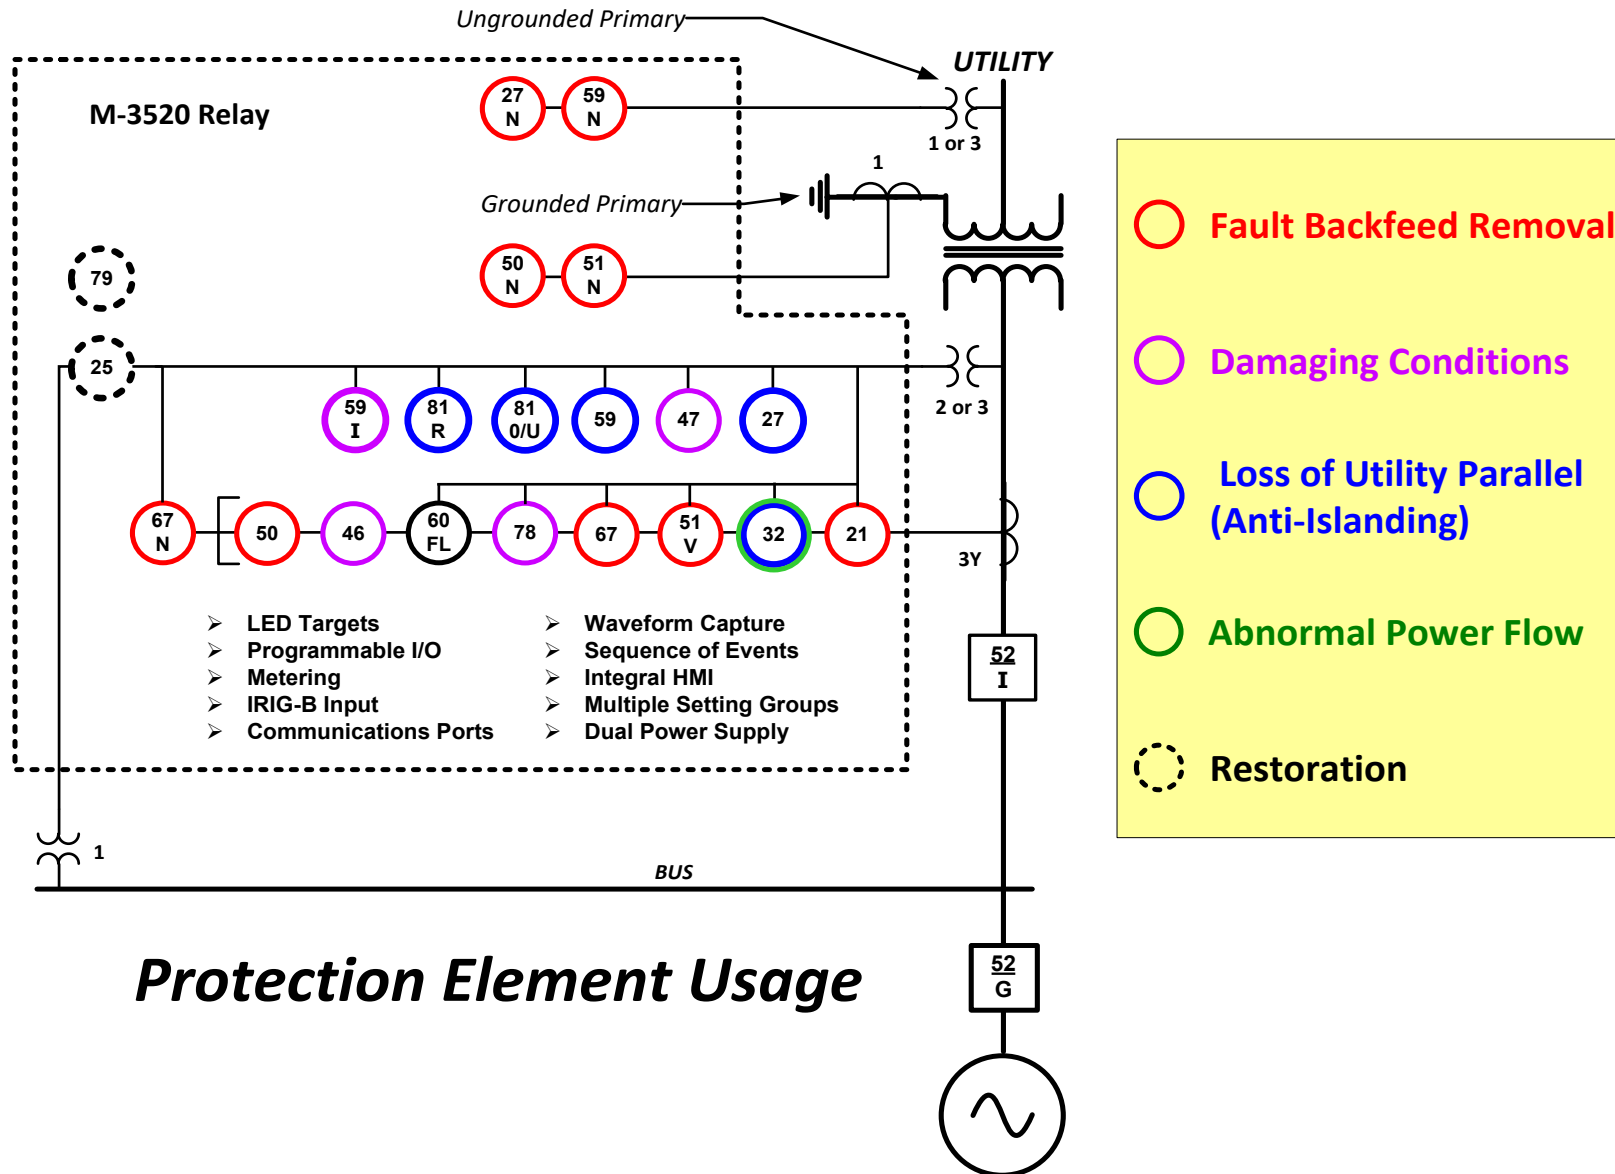 Ungrounded Primary
UTILITY
M-3520 Relay
27
N
59
N
1 or 3
1
Grounded Primary
50
N
51
N
79
25
2 or 3
59
I
81
R
81
0/U
59
47
27
67
N
50
46
60
FL
78
67
51
V
32
21
3Y
➢ LED Targets
➢ Programmable I/O
➢ Metering
➢ IRIG-B Input
➢ Communications Ports
➢ Waveform Capture
➢ Sequence of Events
➢ Integral HMI
➢ Multiple Setting Groups
➢ Dual Power Supply
52
I
1
BUS
Protection Element Usage
52
G
Fault Backfeed Removal
Damaging Conditions
Loss of Utility Parallel
(Anti-Islanding)
Abnormal Power Flow
Restoration